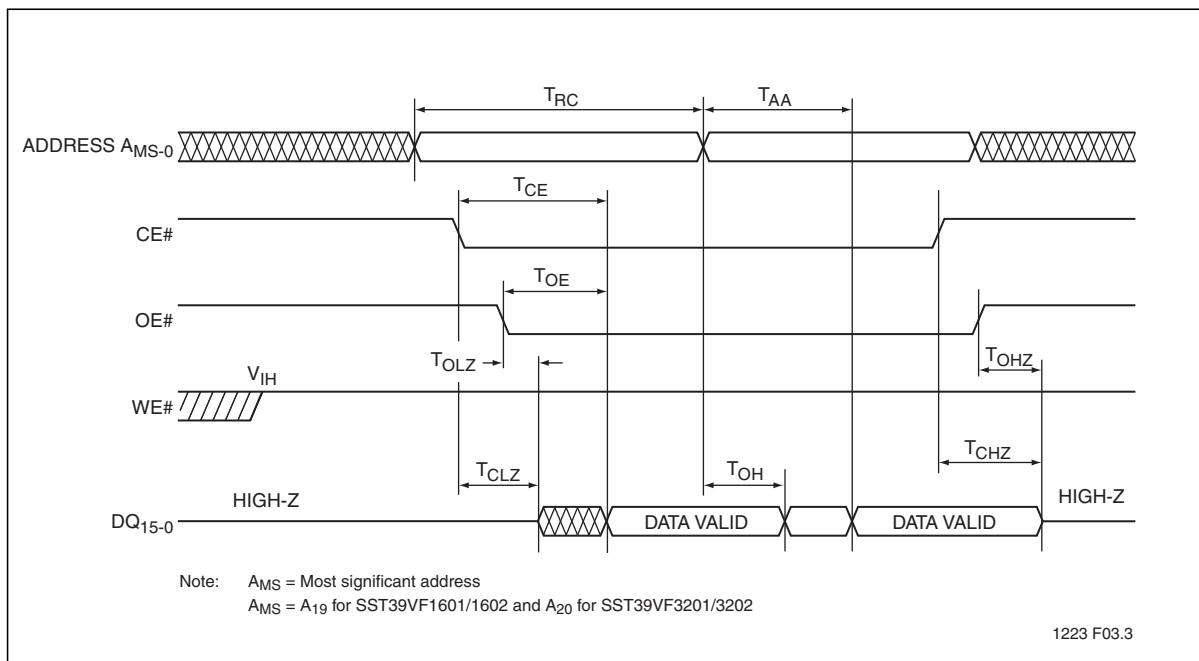 TRC
TAA
ADDRESS AMS-0
TCE
CE#
TOE
OE#
TOLZ
TOHZ
VIH
WE#
TCHZ
TCLZ
TOH
HIGH-Z
HIGH-Z
DQ15-0
DATA VALID
DATA VALID
Note: AMS = Most significant address
AMS = A19 for SST39VF1601/1602 and A20 for SST39VF3201/3202
1223 F03.3